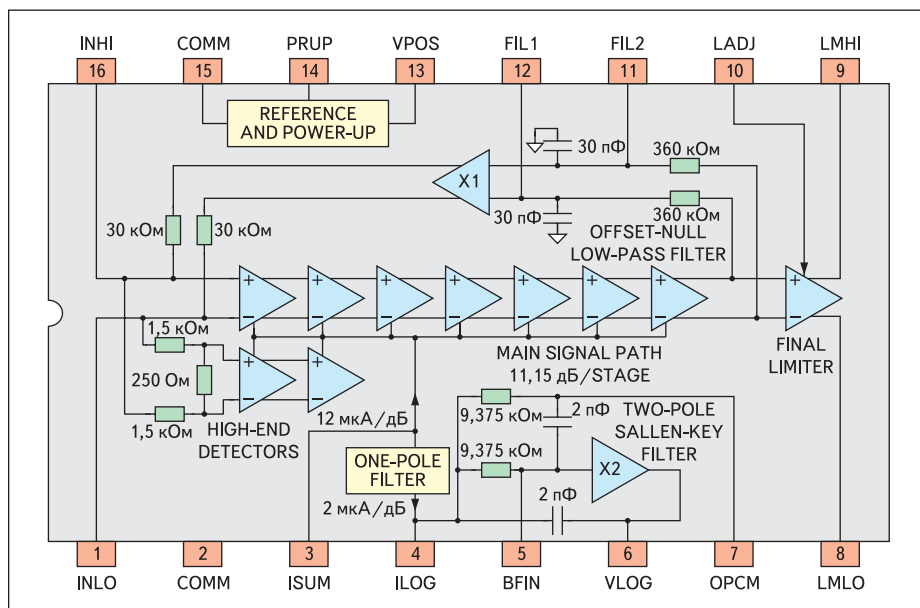 INHI COMM PRUP VPOS FIL1 FIL2 LADJ LMHI
16 15 14 13 12 11 10 9
REFERENCE
AND POWER-UP
30 пФ
360 кОм
X1
30 пФ
360 кОм
30 кОм
30 кОм
OFFSET-NULL
LOW-PASS FILTER
+ + + + + + + +
– – – – – – – –
1,5 кОм
250 Ом
1,5 кОм
+ +
– –
HIGH-END
DETECTORS
MAIN SIGNAL PATH
11,15 дБ/STAGE
FINAL
LIMITER
12 мкА/дБ
ONE-POLE
FILTER
2 мкА/дБ
9,375 кОм
2 пФ
9,375 кОм
TWO-POLE
SALLEN-KEY
FILTER
X2
2 пФ
1 2 3 4 5 6 7 8
INLO COMM ISUM ILOG BFIN VLOG OPCM LMLO